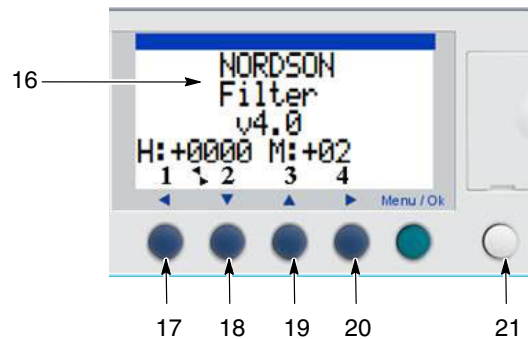 NORDSON
16
Filter
v4.0
H:+0000 M:+02
1 2 3 4
◀ ▼ ▲ ▶ Menu / Ok
17 18 19 20 21